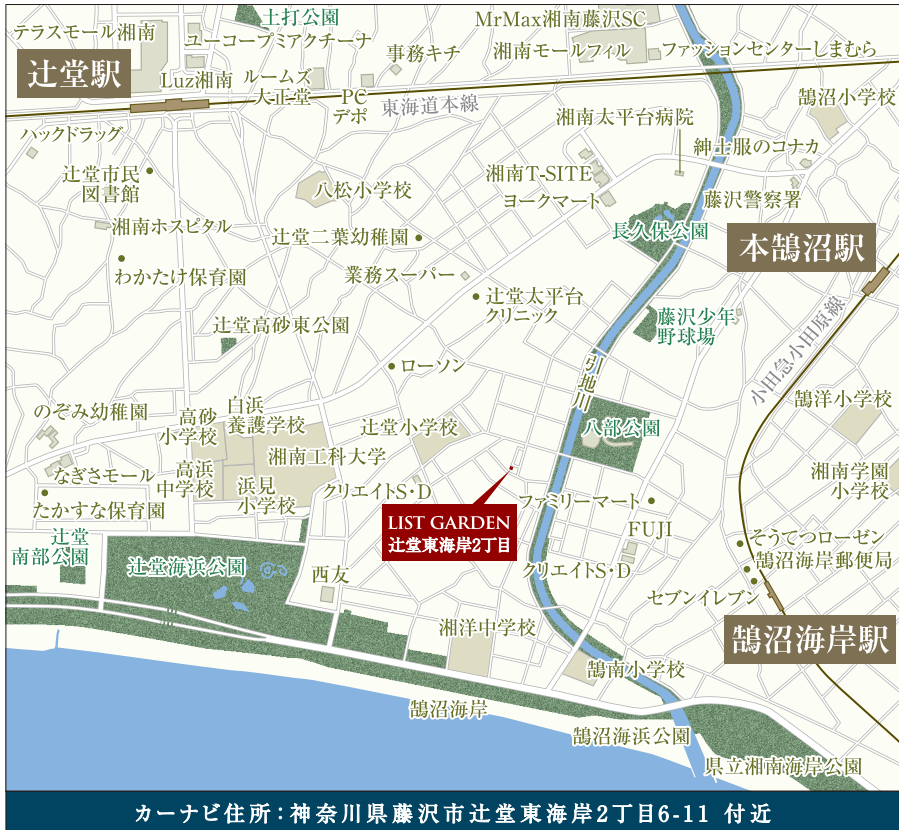 土打公園
MrMax湘南藤沢SC
テラスモール湘南
ユーコープミアクチーナ
事務キチ
湘南モールフィル
ファッションセンターしまむら
辻堂駅
Luz湘南
ルームズ
大正堂
PC
デポ
東海道本線
鵠沼小学校
湘南太平台病院
ハックドラッグ
紳士服のコナカ
辻堂市民
図書館
八松小学校
湘南T-SITE
ヨークマート
藤沢警察署
湘南ホスピタル
辻堂二葉幼稚園
長久保公園
本鵠沼駅
わかたけ保育園
業務スーパー
辻堂太平台
クリニック
辻堂高砂東公園
藤沢少年
野球場
小田急小田原線
引地川
ローソン
のぞみ幼稚園
高砂
小学校
白浜
養護学校
辻堂小学校
八部公園
鵠洋小学校
湘南工科大学
なぎさモール
高浜
中学校
浜見
小学校
クリエイトS・D
湘南学園
小学校
たかすな保育園
LIST GARDEN
辻堂東海岸2丁目
ファミリーマート
FUJI
そうてつローゼン
辻堂
南部公園
辻堂海浜公園
西友
クリエイトS・D
鵠沼海岸郵便局
セブンイレブン
湘洋中学校
鵠沼海岸駅
鵠南小学校
鵠沼海岸
鵠沼海浜公園
県立湘南海岸公園
カーナビ住所：神奈川県藤沢市辻堂東海岸2丁目6-11 付近